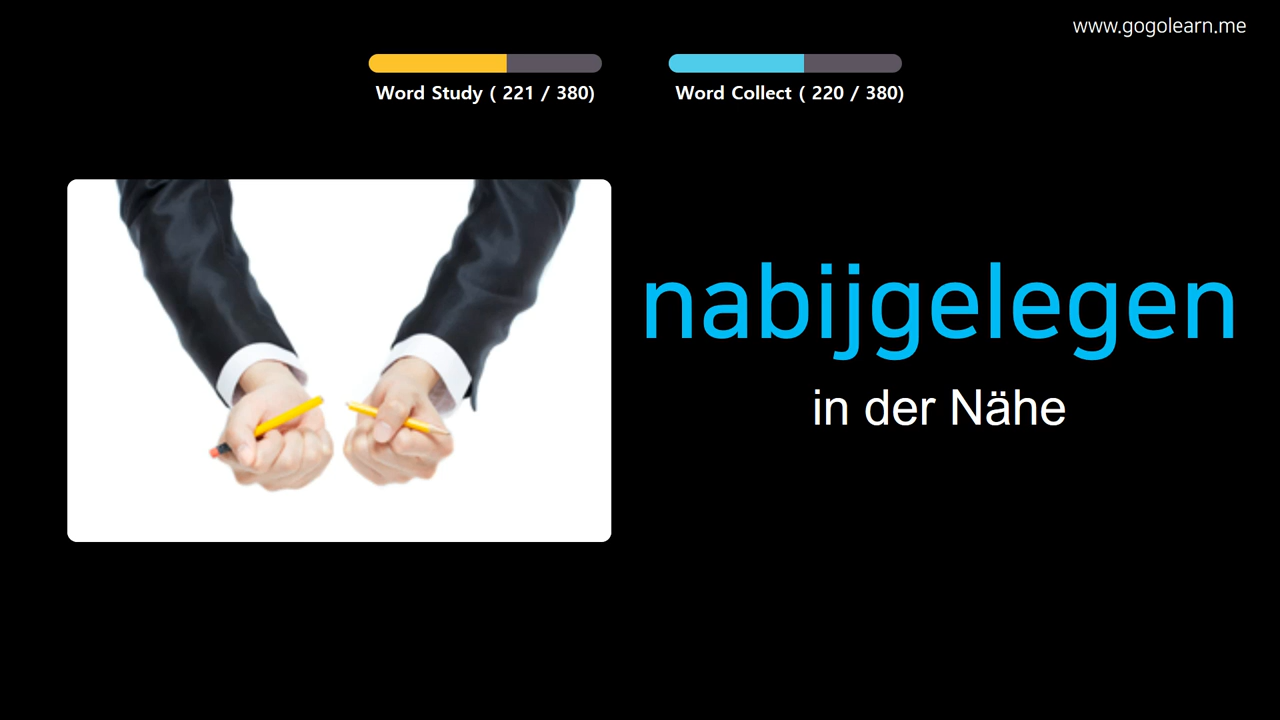 www.gogolearn.me
Word Study ( 221 / 380)
Word Collect ( 220 / 380)
nabijgelegen
in der Nähe